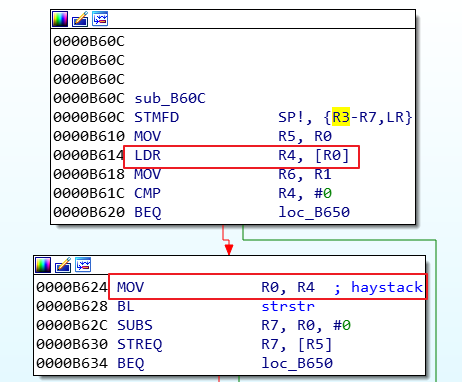 0000B60C
0000B60C
0000B60C
0000B60C sub_B60C
0000B60C STMFD SP!, {R3-R7,LR}
0000B610 MOV R5, R0
0000B614 LDR R4, [R0]
0000B618 MOV R6, R1
0000B61C CMP R4, #0
0000B620 BEQ loc_B650
0000B624 MOV R0, R4 ; haystack
0000B628 BL strstr
0000B62C SUBS R7, R0, #0
0000B630 STREQ R7, [R5]
0000B634 BEQ loc_B650